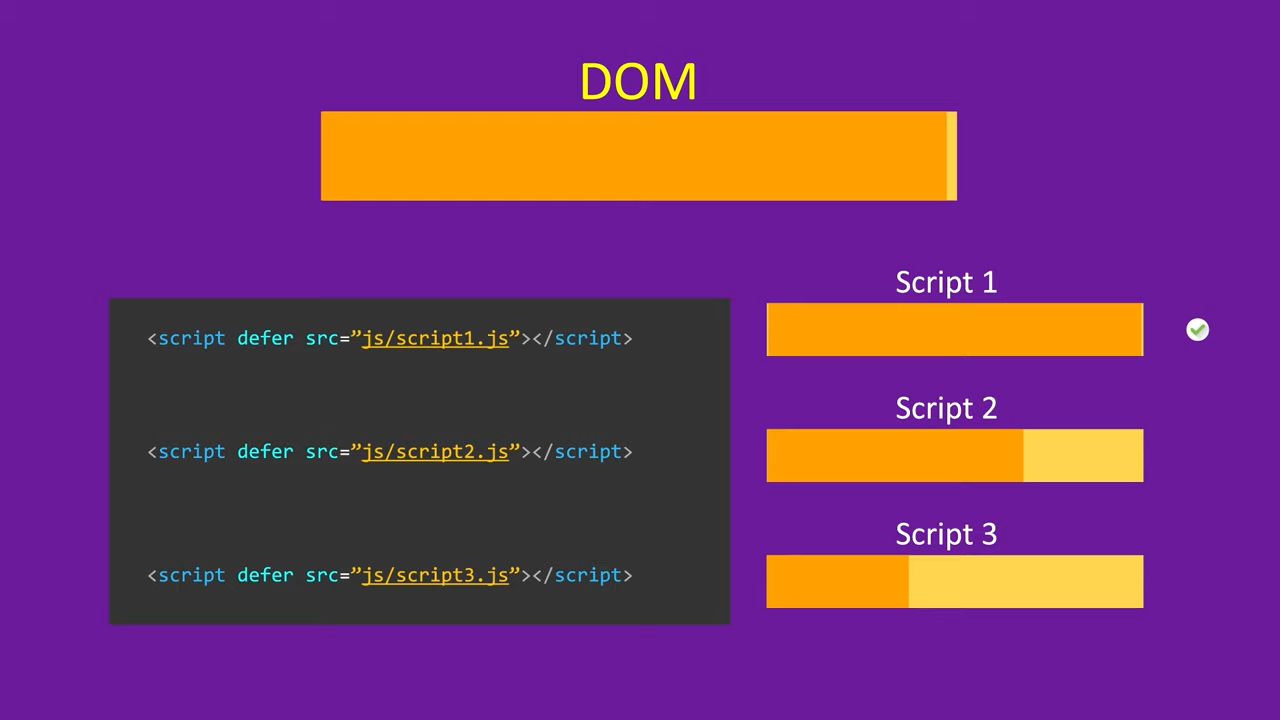 DOM
<script defer src=”js/script1.js”></script>
<script defer src=”js/script2.js”></script>
<script defer src=”js/script3.js”></script>
Script 1
Script 2
Script 3